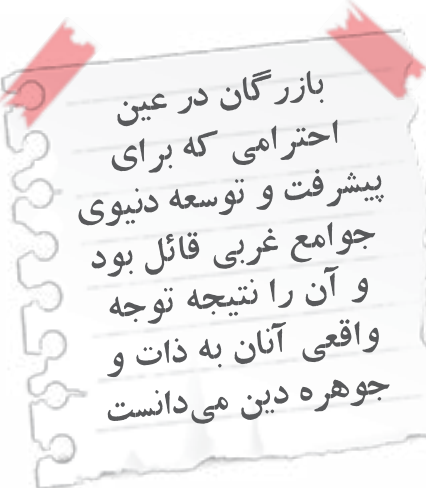 بازرگان در عین
احترامی که برای
پیشرفت و توسعه دنیوی
جوامع غربی قائل بود
و آن را نتیجه توجه
واقعی آنان به ذات و
جوهره دین می‌دانست